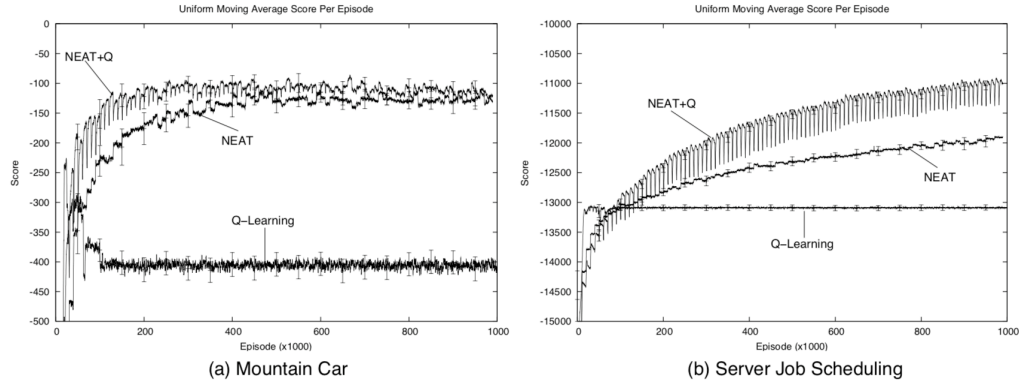 Uniform Moving Average Score Per Episode
0
-50
-100
-150
-200
-250
-300
-350
-400
-450
-500
Score
NEAT+Q
NEAT
Q-Learning
0 200 400 600 800 1000
Episode (x1000)
(a) Mountain Car
Uniform Moving Average Score Per Episode
-10000
-10500
-11000
-11500
-12000
-12500
-13000
-13500
-14000
-14500
-15000
Score
NEAT+Q
NEAT
Q-Learning
0 200 400 600 800 1000
Episode (x1000)
(b) Server Job Scheduling